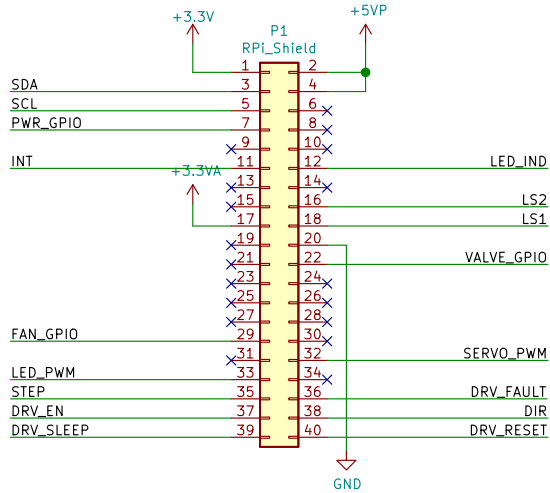 +3.3V
+5VP
P1
RPi_Shield
1 2
SDA 3 4
SCL 5 6
PWR_GPIO 7 8
9 10
INT 11 12 LED_IND
+3.3VA
13 14
15 16 LS2
17 18 LS1
19 20
21 22 VALVE_GPIO
23 24
25 26
27 28
FAN_GPIO 29 30
31 32 SERVO_PWM
LED_PWM 33 34
STEP 35 36 DRV_FAULT
DRV_EN 37 38 DIR
DRV_SLEEP 39 40 DRV_RESET
GND